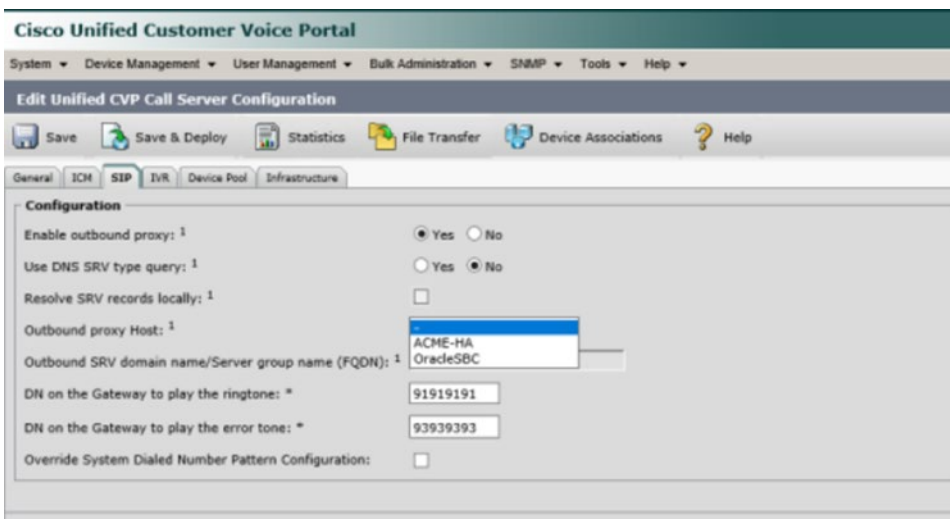 Cisco Unified Customer Voice Portal
System Device Management User Management Bulk Administration SNMP Tools Help
Edit Unified CVP Call Server Configuration
Save Save & Deploy Statistics File Transfer Device Associations Help
General ICM SIP IVR Device Pool Infrastructure
Configuration
Enable outbound proxy: 1 Yes No
Use DNS SRV type query: 1 Yes No
Resolve SRV records locally: 1
Outbound proxy Host: 1 -
ACME-HA
Outbound SRV domain name/Server group name (FQDN): 1 OracleSBC
DN on the Gateway to play the ringtone: * 91919191
DN on the Gateway to play the error tone: * 93939393
Override System Dialed Number Pattern Configuration: